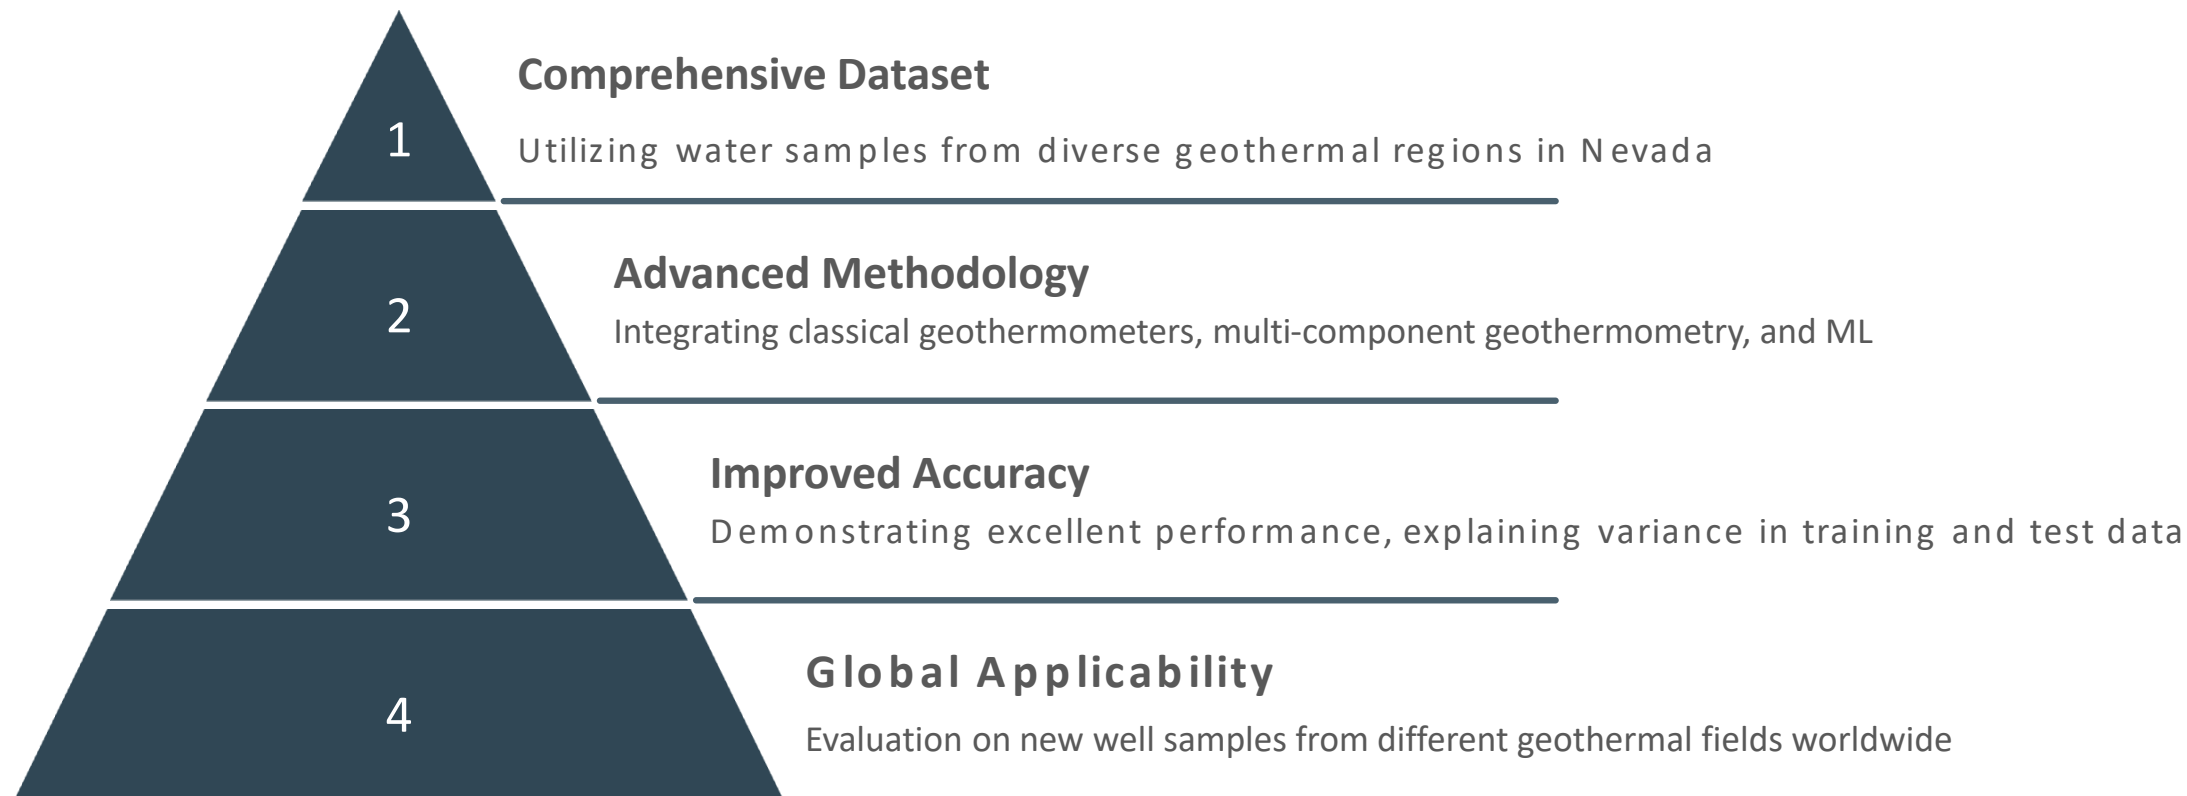 Comprehensive Dataset
1
Utilizing water samples from diverse geothermal regions in Nevada
Advanced Methodology
2
Integrating classical geothermometers, multi-component geothermometry, and ML
Improved Accuracy
3
Demonstrating excellent performance, explaining variance in training and test data
Global Applicability
4
Evaluation on new well samples from different geothermal fields worldwide